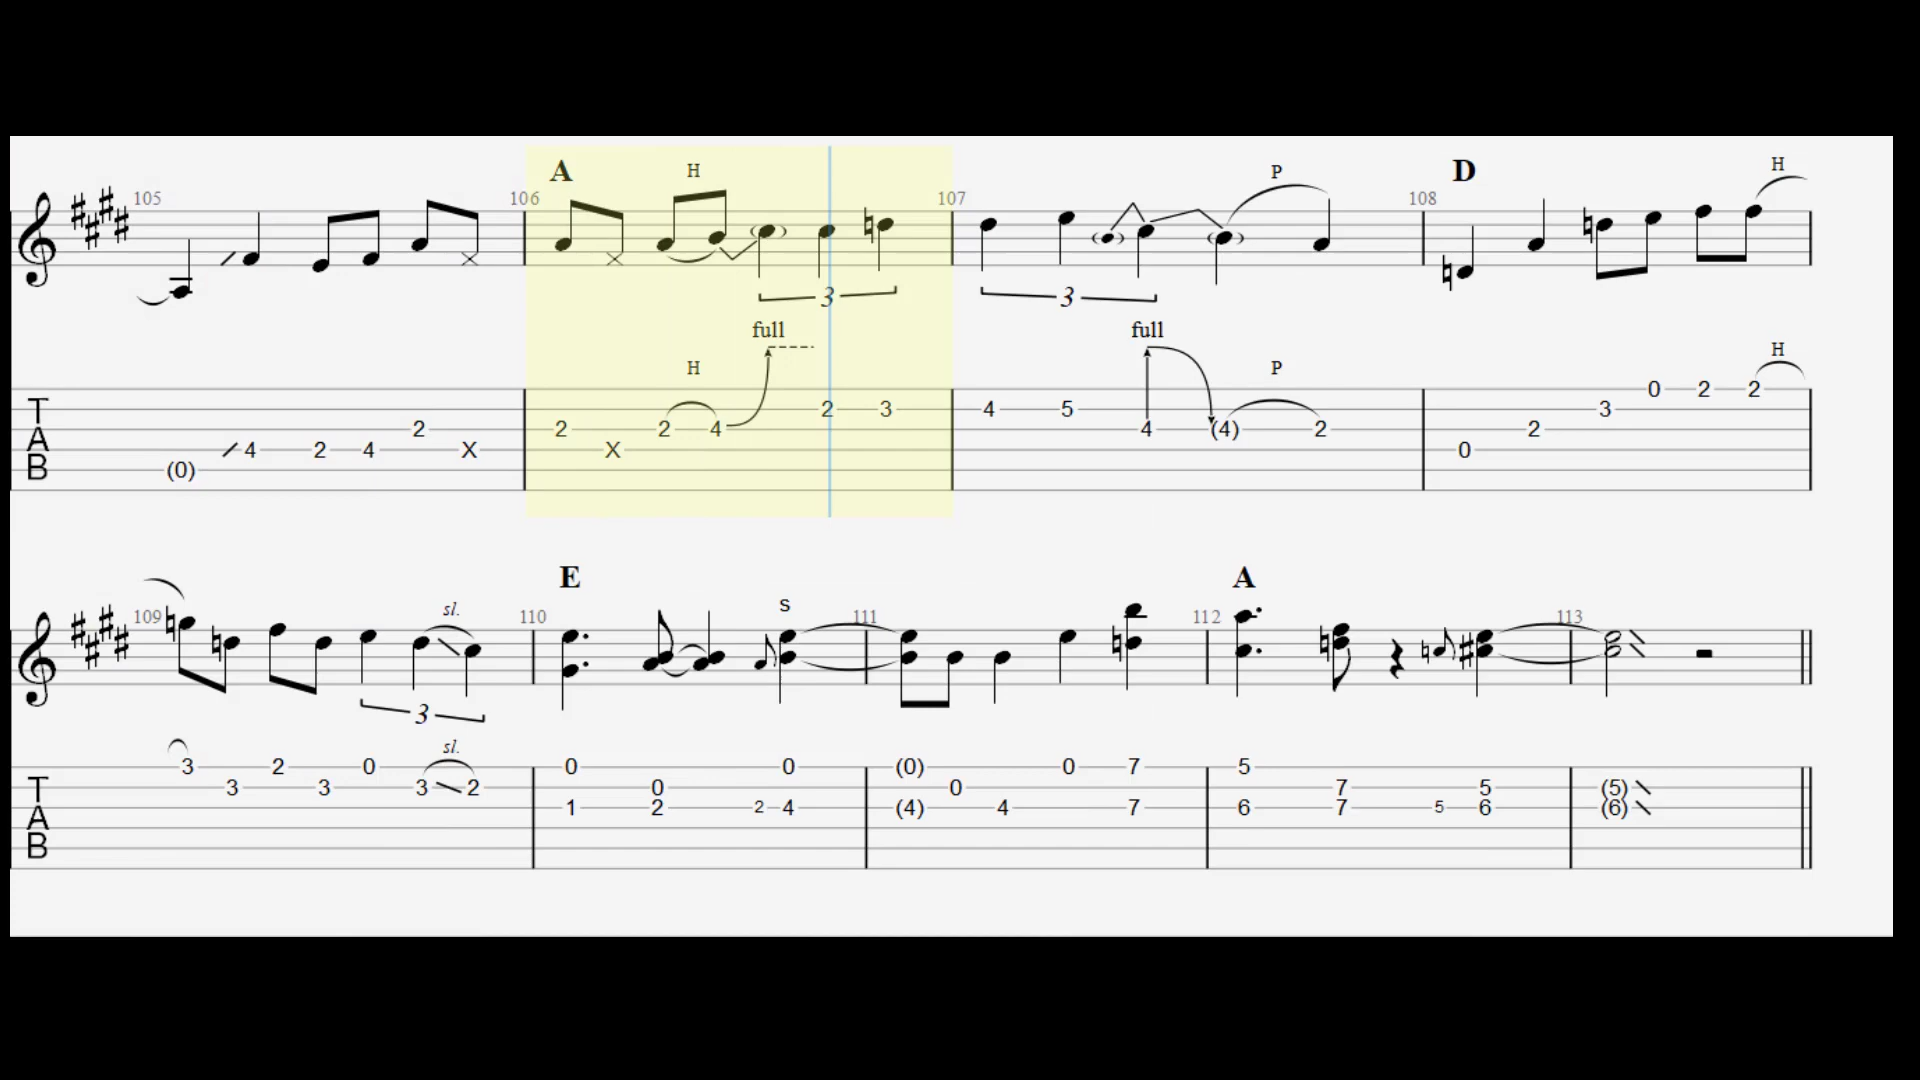 105 106 107 108
A H P D H
3 3
full full
H P H
T A B
(0) 4 2 4 2 X 2 X 2 4 2 3 4 5 4 (4) 2 0 2 3 0 2 2
109 110 111 112 113
E A
sl. S
3
sl.
T A B
3 3 2 3 0 3 2 0 1 0 2 2 0 4 (0) (4) 0 4 0 7 7 5 6 7 7 5 5 6 (5) (6)